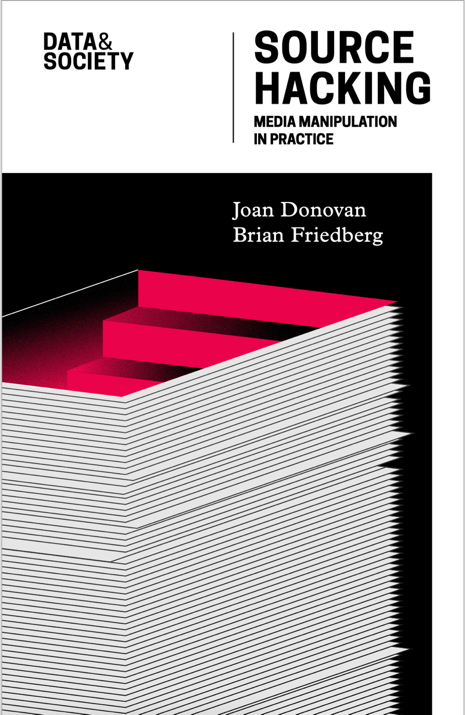 DATA&
SOCIETY
SOURCE
HACKING
MEDIA MANIPULATION
IN PRACTICE
Joan Donovan
Brian Friedberg